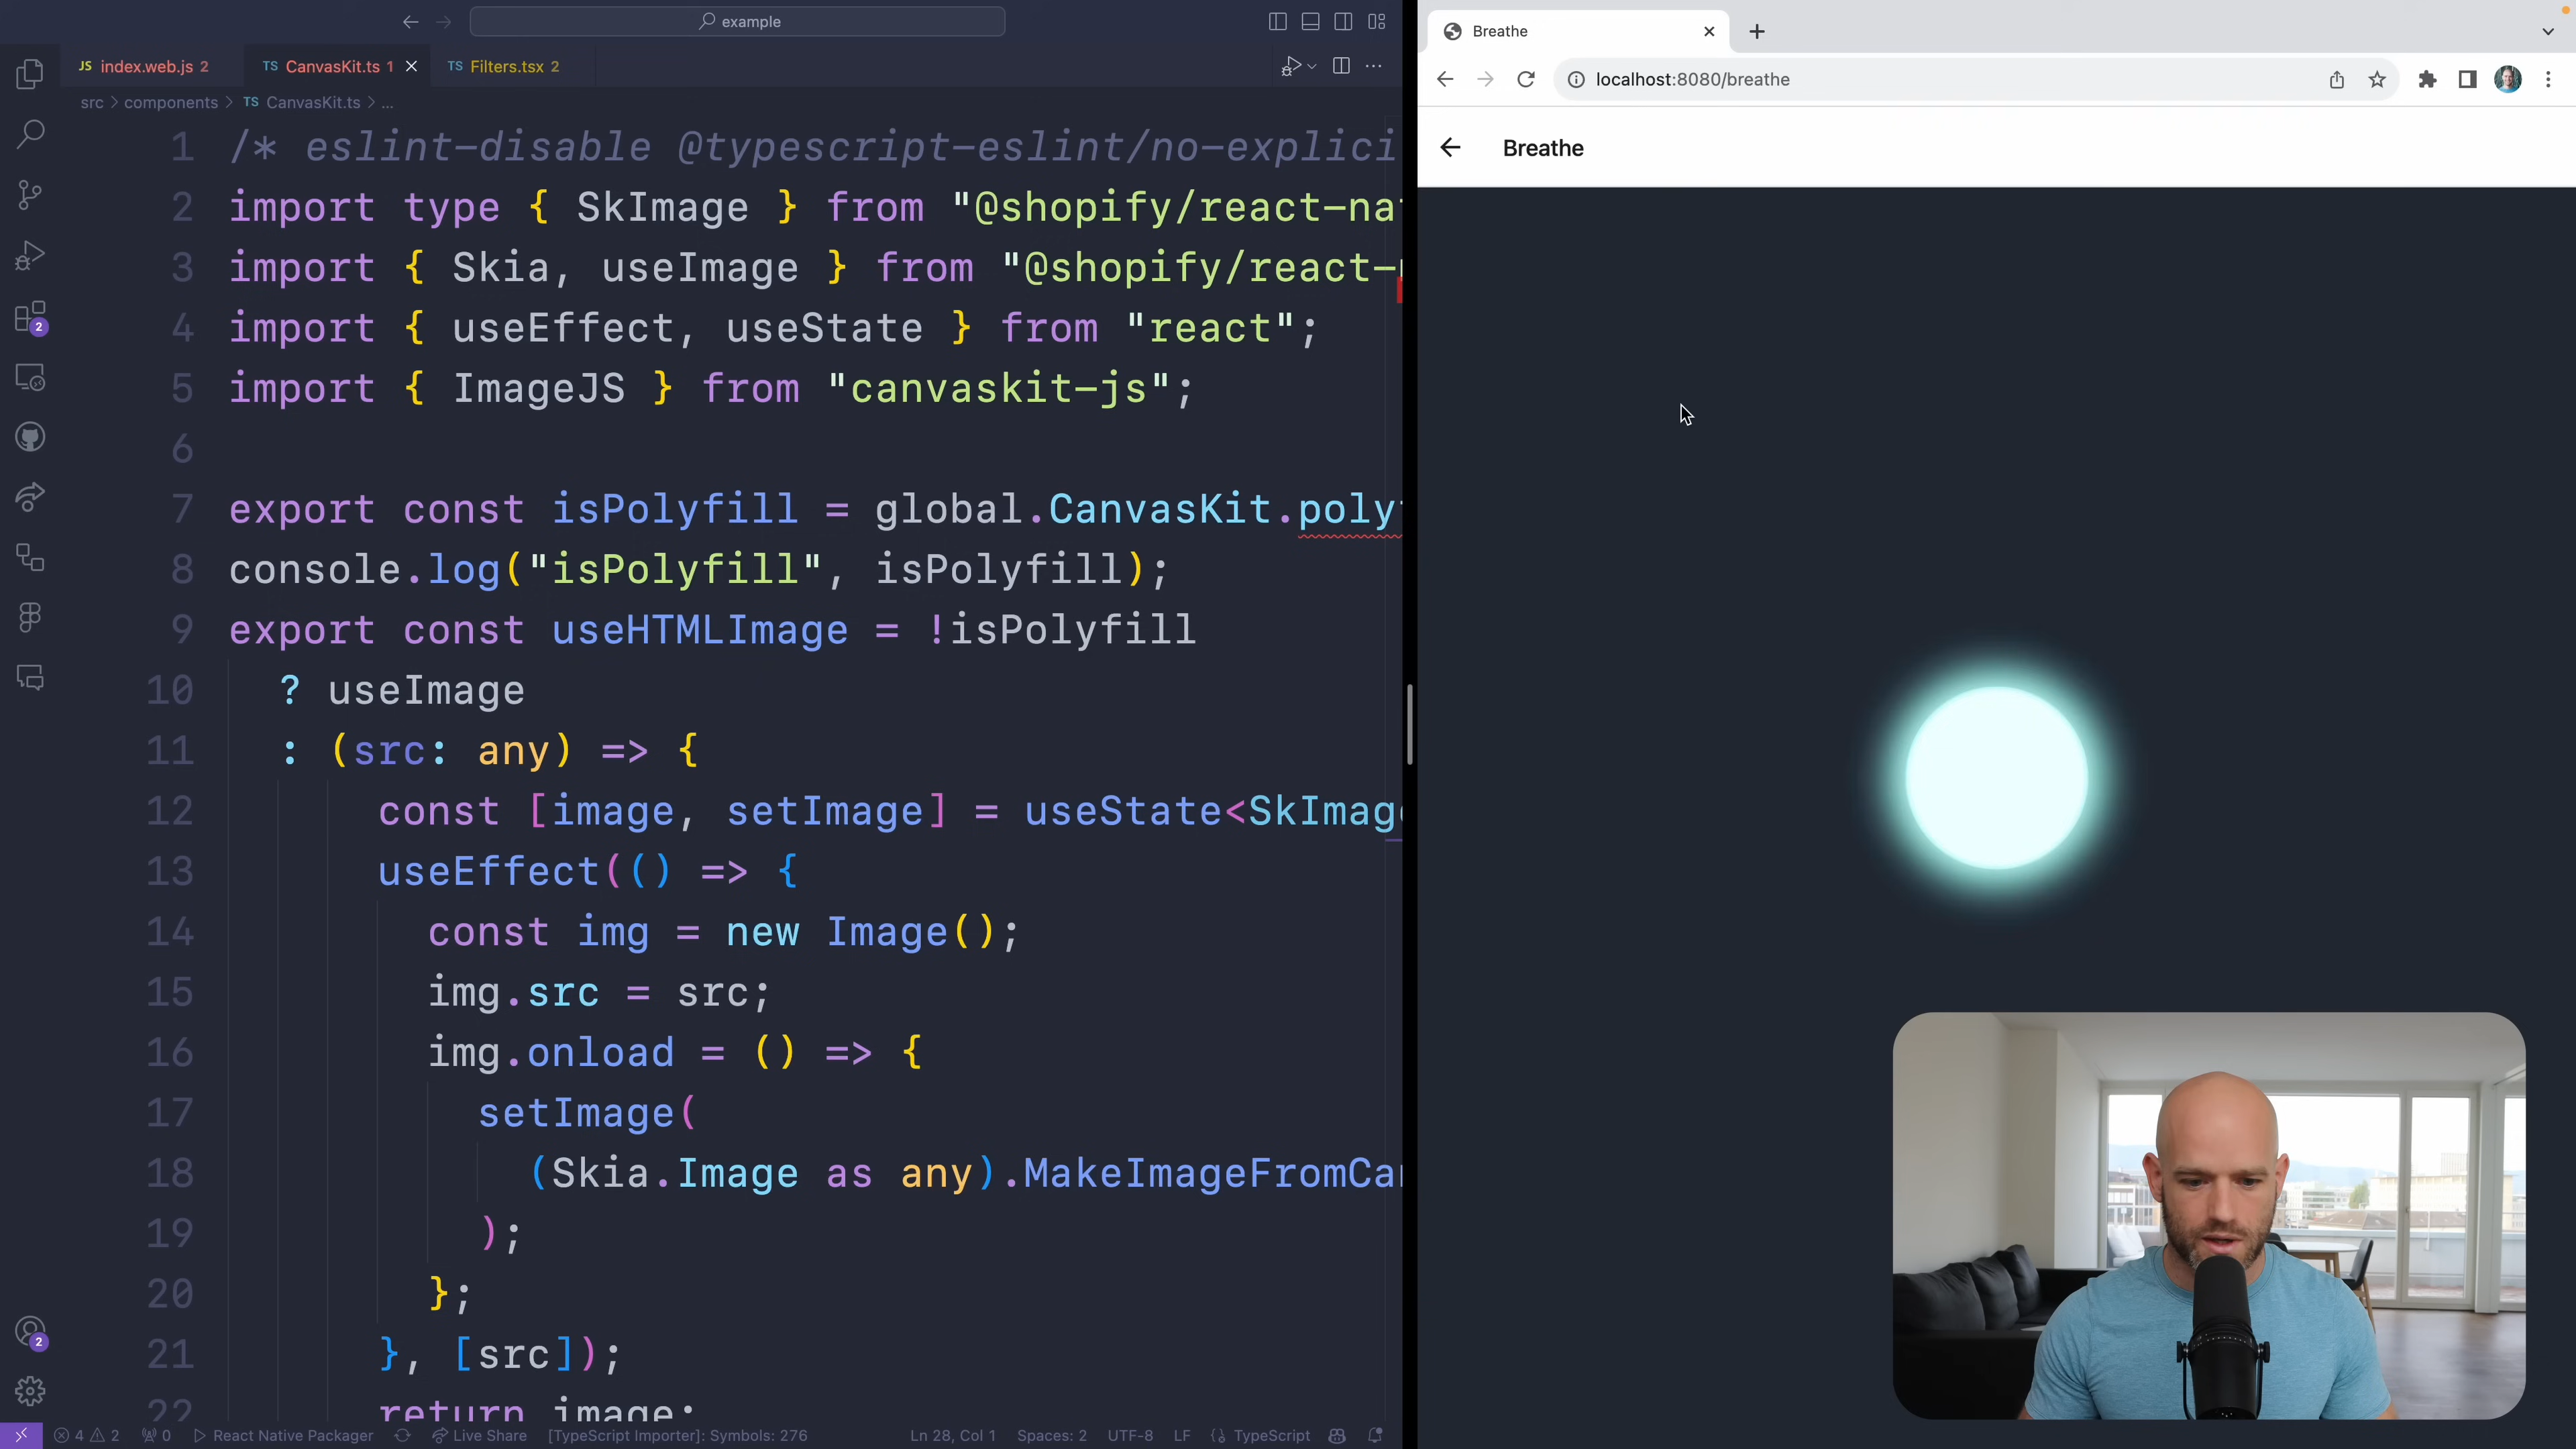 example
JS index.web.js 2
TS CanvasKit.ts 1
TS Filters.tsx 2
src > components > TS CanvasKit.ts > ...
1 /* eslint-disable @typescript-eslint/no-explici
2 import type { SkImage } from "@shopify/react-na
3 import { Skia, useImage } from "@shopify/react-
4 import { useEffect, useState } from "react";
5 import { ImageJS } from "canvaskit-js";
6
7 export const isPolyfill = global.CanvasKit.polyf
8 console.log("isPolyfill", isPolyfill);
9 export const useHTMLImage = !isPolyfill
10 ? useImage
11 : (src: any) => {
12 const [image, setImage] = useState<SkImag
13 useEffect(() => {
14 const img = new Image();
15 img.src = src;
16 img.onload = () => {
17 setImage(
18 (Skia.Image as any).MakeImageFromCa
19 );
20 };
21 }, [src]);
22 return image;
2
2
4 2 0 React Native Packager Live Share [TypeScript Importer]: Symbols: 276 Ln 28, Col 1 Spaces: 2 UTF-8 LF TypeScript
Breathe
localhost:8080/breathe
Breathe